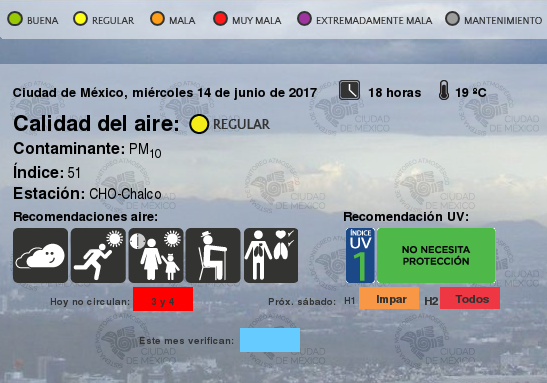 BUENA REGULAR MALA MUY MALA EXTREMADAMENTE MALA MANTENIMIENTO
Ciudad de México, miércoles 14 de junio de 2017 18 horas 19 ºC
Calidad del aire: REGULAR
Contaminante: PM10
Índice: 51
Estación: CHO-Chalco
Recomendaciones aire: Recomendación UV:
ÍNDICE
UV
1
NO NECESITA
PROTECCIÓN
Hoy no circulan: 3 y 4 Próx. sábado: H1 Impar H2 Todos
Este mes verifican:
CIUDAD
DE MÉXICO